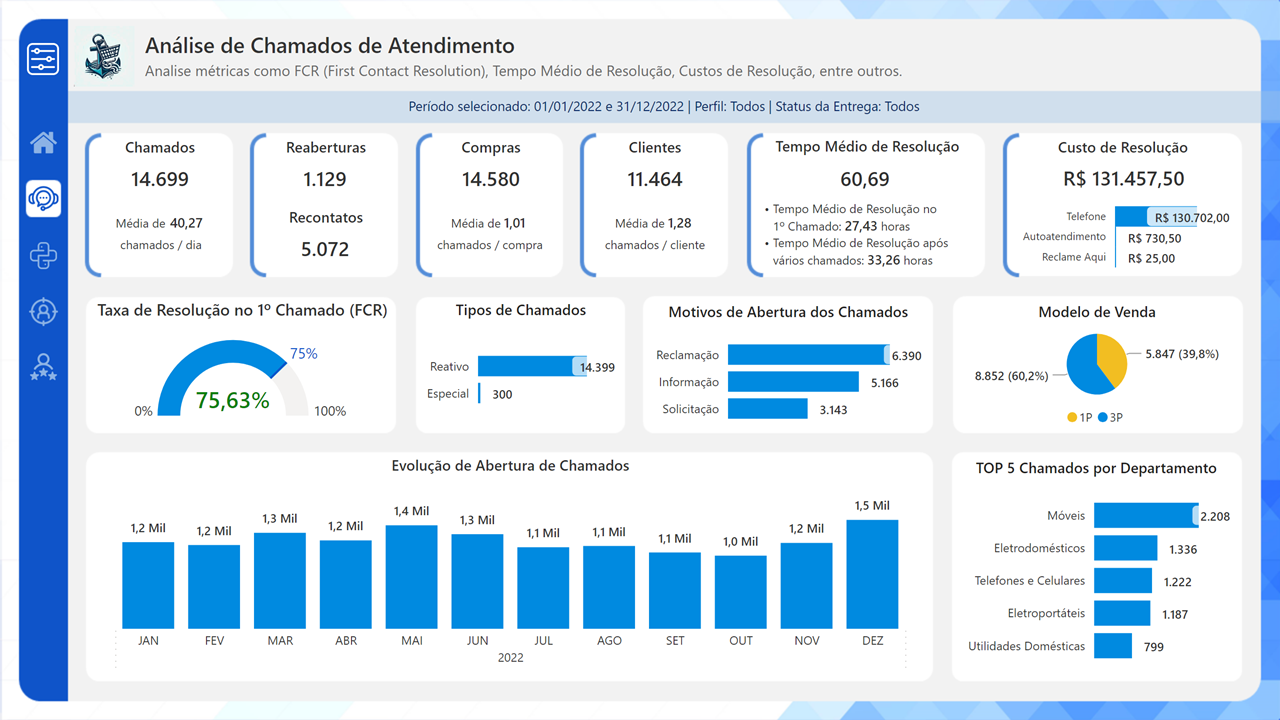 Análise de Chamados de Atendimento
Analise métricas como FCR (First Contact Resolution), Tempo Médio de Resolução, Custos de Resolução, entre outros.
Período selecionado: 01/01/2022 e 31/12/2022 | Perfil: Todos | Status da Entrega: Todos
Chamados
14.699
Média de 40,27
chamados / dia
Reaberturas
1.129
Recontatos
5.072
Compras
14.580
Média de 1,01
chamados / compra
Clientes
11.464
Média de 1,28
chamados / cliente
Tempo Médio de Resolução
60,69
• Tempo Médio de Resolução no
1º Chamado: 27,43 horas
• Tempo Médio de Resolução após
vários chamados: 33,26 horas
Custo de Resolução
R$ 131.457,50
Telefone R$ 130.702,00
Autoatendimento R$ 730,50
Reclame Aqui R$ 25,00
Taxa de Resolução no 1º Chamado (FCR)
75%
75,63%
0% 100%
Tipos de Chamados
Reativo 14.399
Especial 300
Motivos de Abertura dos Chamados
Reclamação 6.390
Informação 5.166
Solicitação 3.143
Modelo de Venda
5.847 (39,8%)
8.852 (60,2%)
1P 3P
Evolução de Abertura de Chamados
1,2 Mil 1,2 Mil 1,3 Mil 1,2 Mil 1,4 Mil 1,3 Mil 1,1 Mil 1,1 Mil 1,1 Mil 1,0 Mil 1,2 Mil 1,5 Mil
JAN FEV MAR ABR MAI JUN JUL AGO SET OUT NOV DEZ
2022
TOP 5 Chamados por Departamento
Móveis 2.208
Eletrodomésticos 1.336
Telefones e Celulares 1.222
Eletroportáteis 1.187
Utilidades Domésticas 799